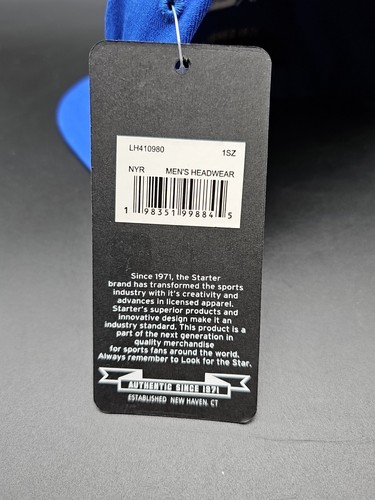 LH410980 1SZ
NYR MEN'S HEADWEAR
1 98351 99884 5
Since 1971, the Starter
brand has transformed the sports
industry with it's creativity and
advances in licensed apparel.
Starter's superior products and
innovative design make it an
industry standard. This product is a
part of the next generation in
quality merchandise
for sports fans around the world.
Always remember to Look for the Star.
AUTHENTIC SINCE 1971
ESTABLISHED NEW HAVEN, CT